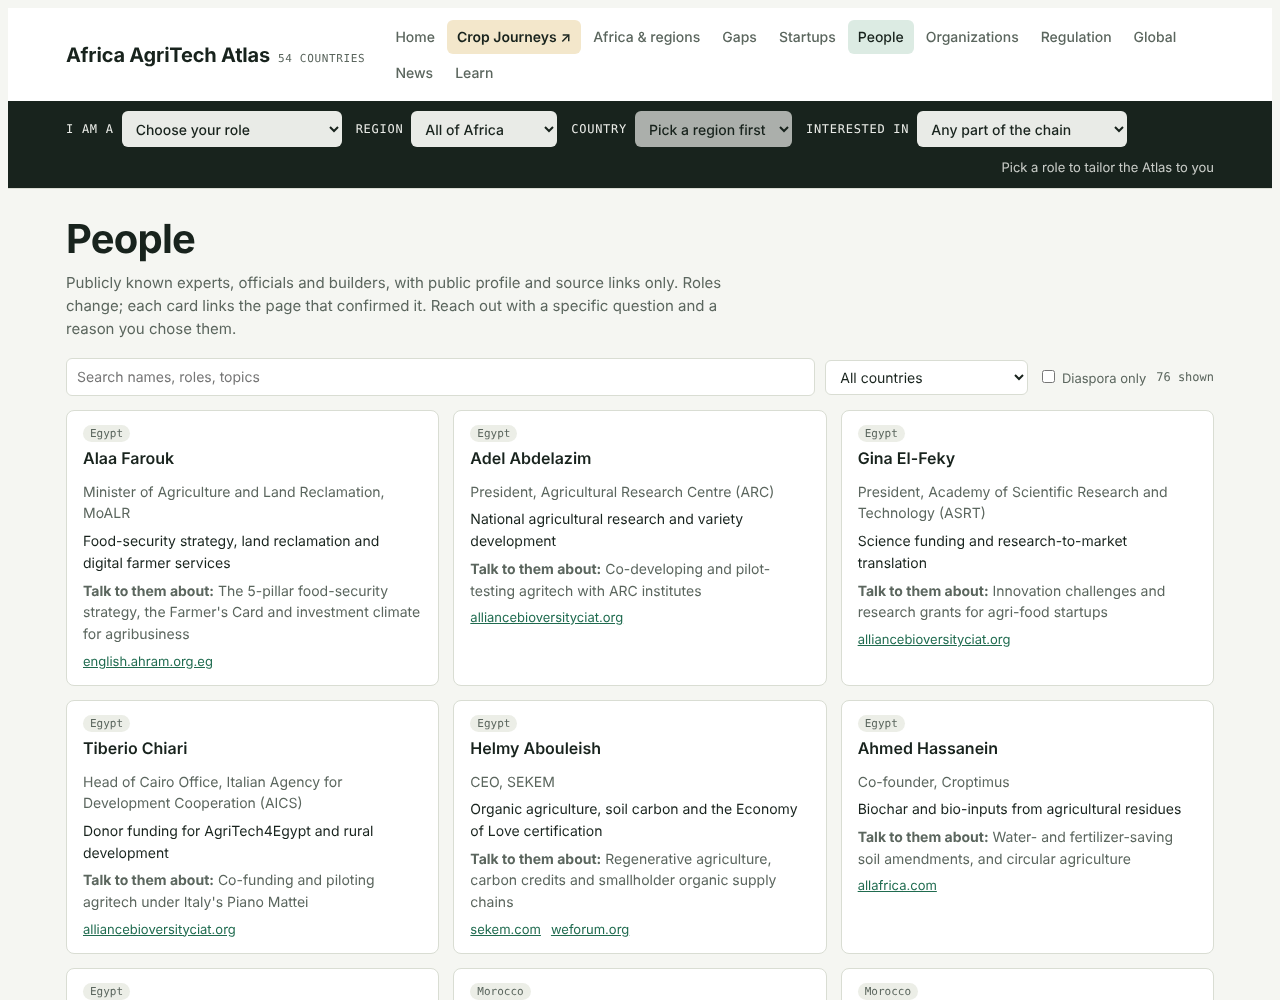 Africa AgriTech Atlas 54 COUNTRIES
Home Crop Journeys ↗ Africa & regions Gaps Startups People Organizations Regulation Global
News Learn
I AM A Choose your role REGION All of Africa COUNTRY Pick a region first INTERESTED IN Any part of the chain
Pick a role to tailor the Atlas to you
People
Publicly known experts, officials and builders, with public profile and source links only. Roles
change; each card links the page that confirmed it. Reach out with a specific question and a
reason you chose them.
Search names, roles, topics
All countries
Diaspora only
76 shown
Egypt
Alaa Farouk
Minister of Agriculture and Land Reclamation,
MoALR
Food-security strategy, land reclamation and
digital farmer services
Talk to them about: The 5-pillar food-security
strategy, the Farmer's Card and investment climate
for agribusiness
english.ahram.org.eg
Egypt
Adel Abdelazim
President, Agricultural Research Centre (ARC)
National agricultural research and variety
development
Talk to them about: Co-developing and pilot-
testing agritech with ARC institutes
alliancebioversityciat.org
Egypt
Gina El-Feky
President, Academy of Scientific Research and
Technology (ASRT)
Science funding and research-to-market
translation
Talk to them about: Innovation challenges and
research grants for agri-food startups
alliancebioversityciat.org
Egypt
Tiberio Chiari
Head of Cairo Office, Italian Agency for
Development Cooperation (AICS)
Donor funding for AgriTech4Egypt and rural
development
Talk to them about: Co-funding and piloting
agritech under Italy's Piano Mattei
alliancebioversityciat.org
Egypt
Helmy Abouleish
CEO, SEKEM
Organic agriculture, soil carbon and the Economy
of Love certification
Talk to them about: Regenerative agriculture,
carbon credits and smallholder organic supply
chains
sekem.com weforum.org
Egypt
Ahmed Hassanein
Co-founder, Croptimus
Biochar and bio-inputs from agricultural residues
Talk to them about: Water- and fertilizer-saving
soil amendments, and circular agriculture
allafrica.com
Egypt
Morocco
Morocco